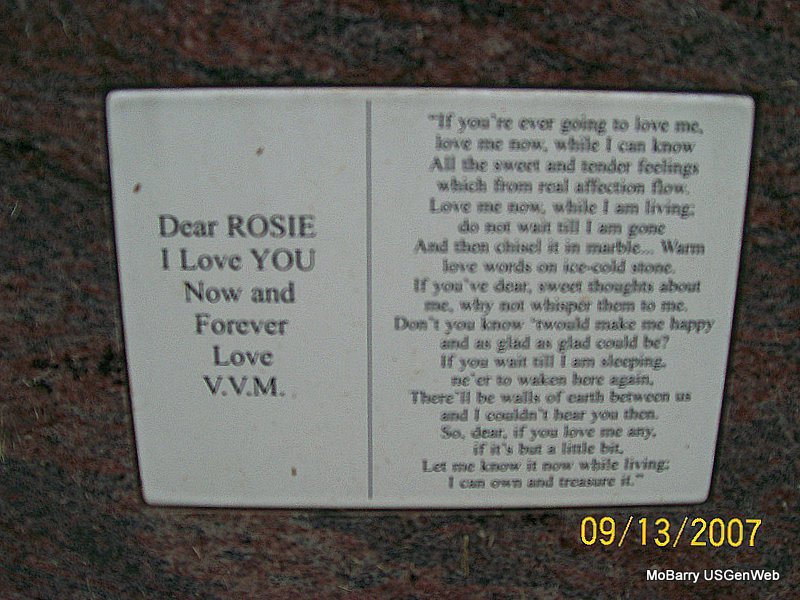 Dear ROSIE
I Love YOU
Now and
Forever
Love
V.V.M.
"If you're ever going to love me,
love me now, while I can know
All the sweet and tender feelings
which from real affection flow.
Love me now, while I am living;
do not wait till I am gone
And then chisel it in marble... Warm
love words on ice-cold stone.
If you've dear, sweet thoughts about
me, why not whisper them to me.
Don't you know 'twould make me happy
and as glad as glad could be?
If you wait till I am sleeping,
ne'er to waken here again,
There'll be walls of earth between us
and I couldn't hear you then.
So, dear, if you love me any,
if it's but a little bit,
Let me know it now while living;
I can own and treasure it."
09/13/2007
MoBarry USGenWeb